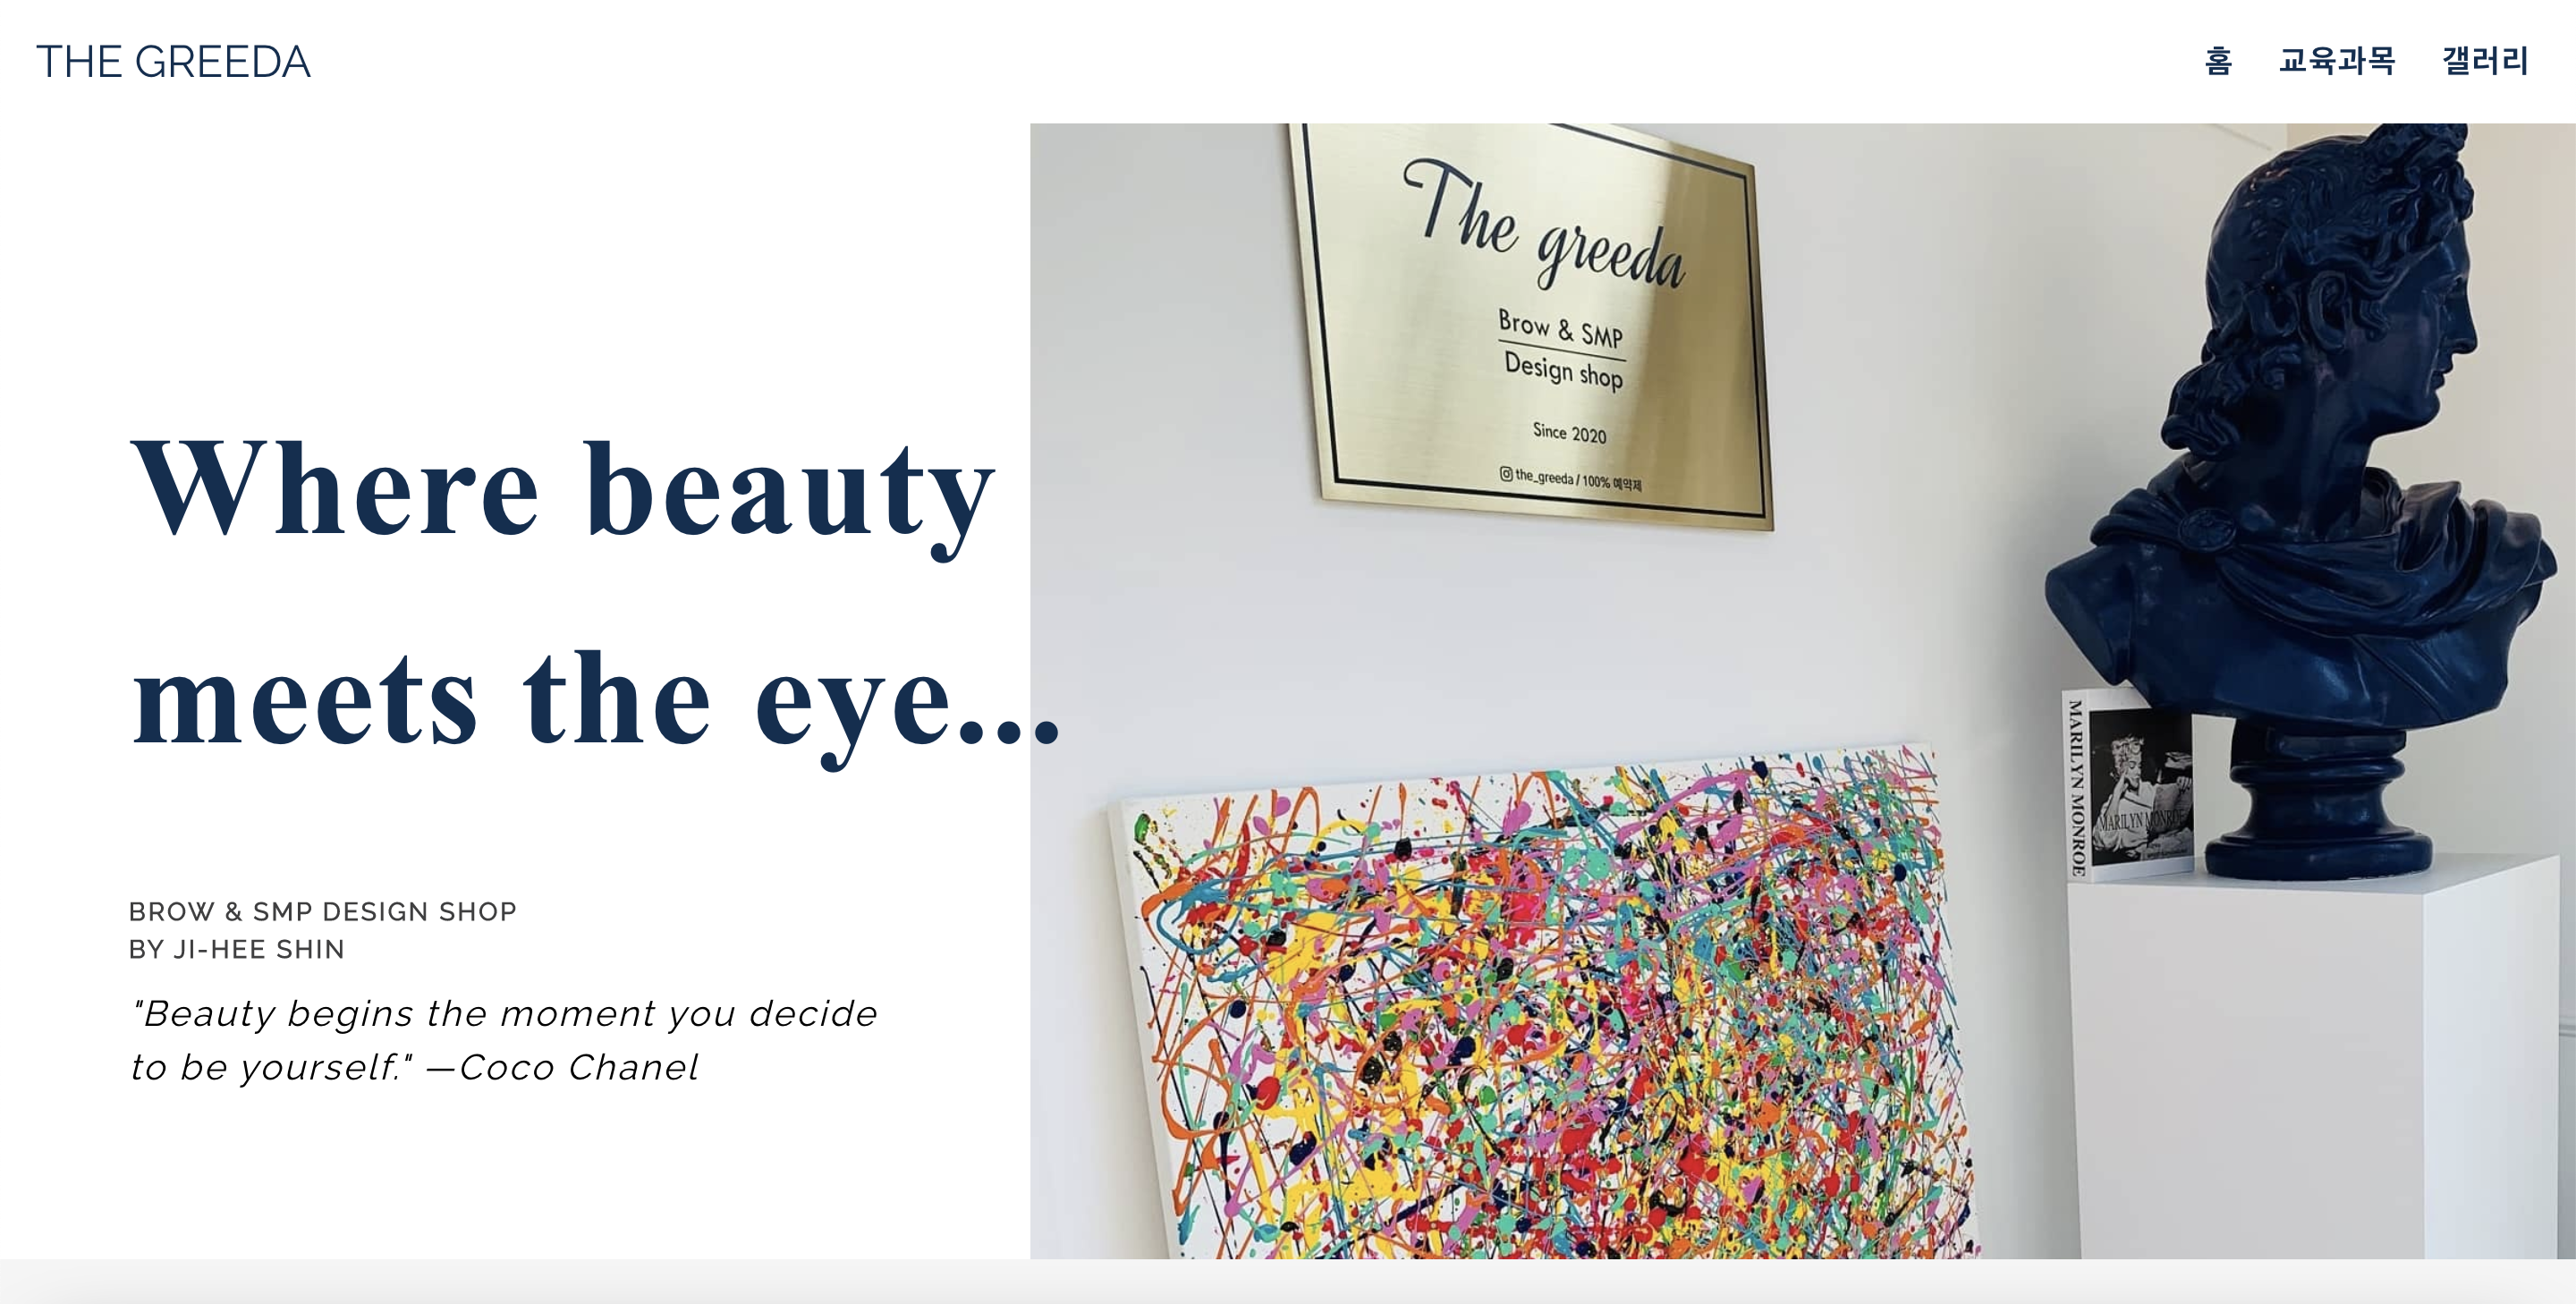 THE GREEDA
홈 교육과목 갤러리
Where beauty
meets the eye...
BROW & SMP DESIGN SHOP
BY JI-HEE SHIN
"Beauty begins the moment you decide
to be yourself." —Coco Chanel
The greeda
Brow & SMP
Design shop
Since 2020
the_greeda / 100% 예약제
MARILYN MONROE
MARILYN MONROE